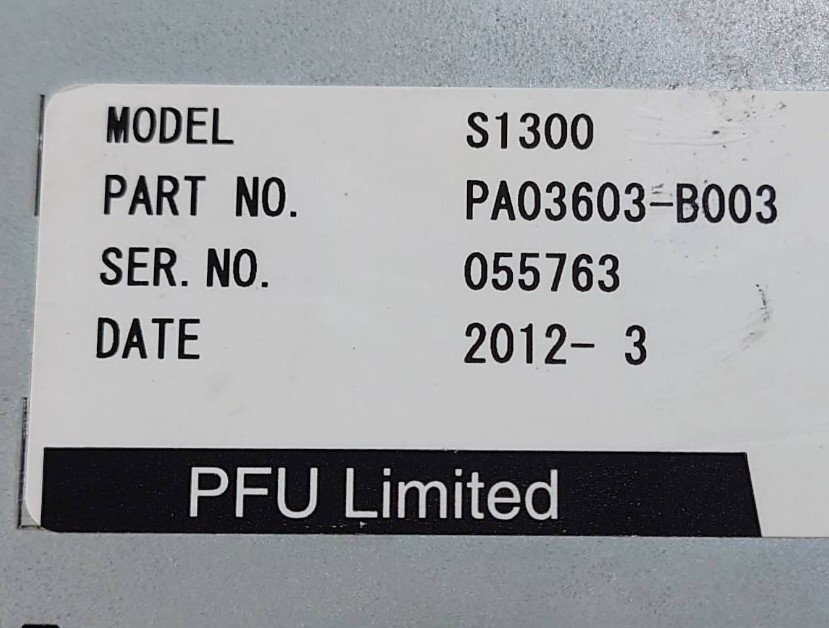 MODEL S1300
PART NO. PA03603-B003
SER. NO. 055763
DATE 2012- 3
PFU Limited